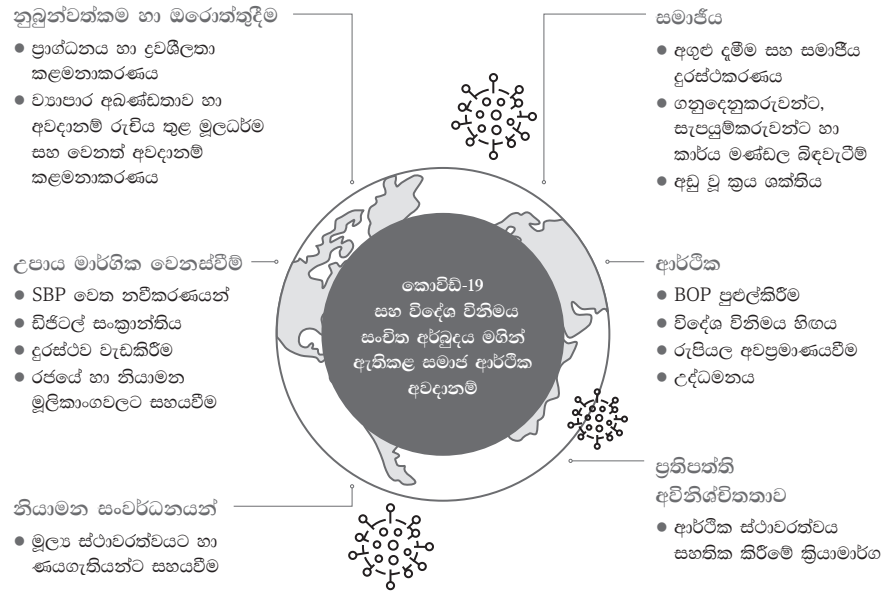 නුබුන්වත්කම හා ඔරොත්තුදීම
● ප්‍රාග්ධනය හා ද්‍රවශීලතා
කළමනාකරණය
● ව්‍යාපාර අඛණ්ඩතාව හා
අවදානම් රුචිය තුළ මූලධර්ම
සහ වෙනත් අවදානම්
කළමනාකරණය
උපාය මාර්ගික වෙනස්වීම්
● SBP වෙත නවීකරණයන්
● ඩිජිටල් සංක්‍රාන්තිය
● දුරස්ථව වැඩකිරීම
● රජයේ හා නියාමන
මූලිකාංගවලට සහයවීම
නියාමන සංවර්ධනයන්
● මූල්‍ය ස්ථාවරත්වයට හා
ණයගැතියන්ට සහයවීම
කොවිඩ්-19
සහ විදේශ විනිමය
සංචිත අර්බුදය මගින්
ඇතිකළ සමාජ ආර්ථික
අවදානම්
සමාජීය
● අගුළු දැමීම සහ සමාජීය
දුරස්ථකරණය
● ගනුදෙනුකරුවන්ට,
සැපයුම්කරුවන්ට හා
කාර්ය මණ්ඩල බිඳවැටීම්
● අඩු වූ ක්‍රය ශක්තිය
ආර්ථික
● BOP පුළුල්කිරීම
● විදේශ විනිමය හිඟය
● රුපියල අවප්‍රමාණයවීම
● උද්ධමනය
ප්‍රතිපත්ති
අවිනිශ්චිතතාව
● ආර්ථික ස්ථාවරත්වය
සහතික කිරීමේ ක්‍රියාමාර්ග